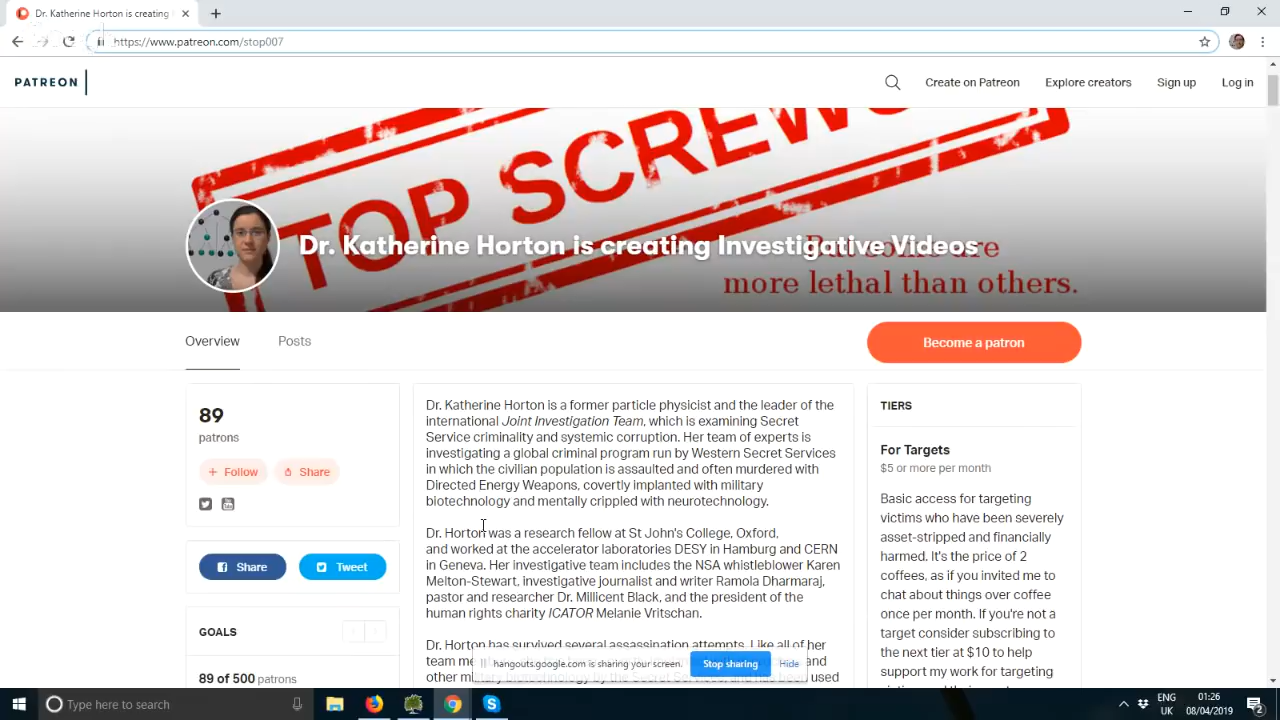 Dr. Katherine Horton is creating
https://www.patreon.com/stop007
PATREON
Create on Patreon
Explore creators
Sign up
Log in
TOP SCREWS
more lethal than others.
Dr. Katherine Horton is creating Investigative Videos
Overview
Posts
Become a patron
89
patrons
+ Follow
Share
Share
Tweet
GOALS
89 of 500 patrons
Dr. Katherine Horton is a former particle physicist and the leader of the
international Joint Investigation Team, which is examining Secret
Service criminality and systemic corruption. Her team of experts is
investigating a global criminal program run by Western Secret Services
in which the civilian population is assaulted and often murdered with
Directed Energy Weapons, covertly implanted with military
biotechnology and mentally crippled with neurotechnology.
Dr. Horton was a research fellow at St John's College, Oxford,
and worked at the accelerator laboratories DESY in Hamburg and CERN
in Geneva. Her investigative team includes the NSA whistleblower Karen
Melton-Stewart, investigative journalist and writer Ramola Dharmaraj,
pastor and researcher Dr. Millicent Black, and the president of the
human rights charity ICATOR Melanie Vritschan.
Dr. Horton has survived several assassination attempts. Like all of her
TIERS
For Targets
$5 or more per month
Basic access for targeting
victims who have been severely
asset-stripped and financially
harmed. It's the price of 2
coffees, as if you invited me to
chat about things over coffee
once per month. If you're not a
target consider subscribing to
the next tier at $10 to help
support my work for targeting
hangouts.google.com is sharing your screen.
Stop sharing
Hide
Type here to search
ENG
UK
01:26
08/04/2019
2